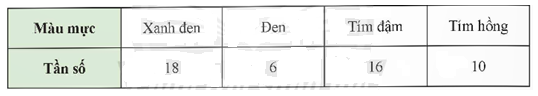 Màu mực Xanh đen Đen Tím đậm Tím hồng
Tần số 18 6 16 10